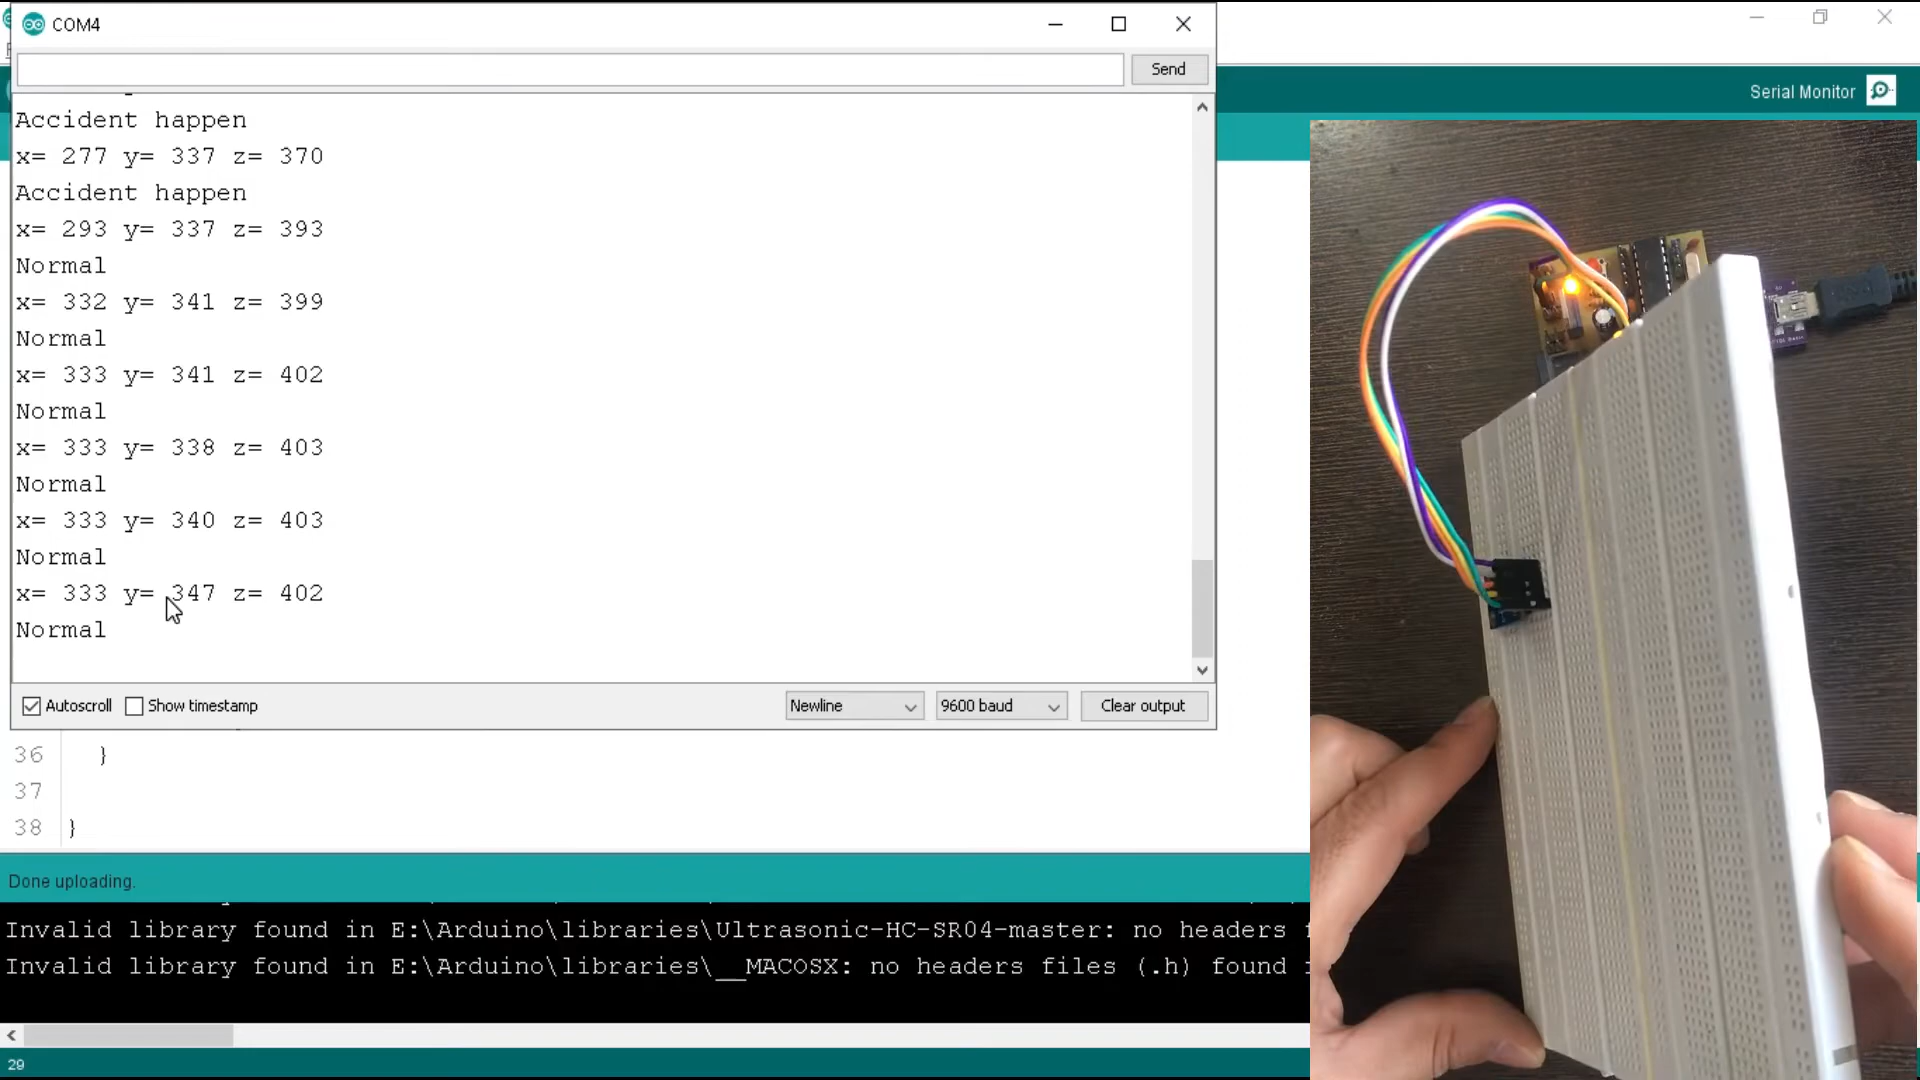 COM4
Send
Serial Monitor
Accident happen
x= 277 y= 337 z= 370
Accident happen
x= 293 y= 337 z= 393
Normal
x= 332 y= 341 z= 399
Normal
x= 333 y= 341 z= 402
Normal
x= 333 y= 338 z= 403
Normal
x= 333 y= 340 z= 403
Normal
x= 333 y= 347 z= 402
Normal
Autoscroll Show timestamp Newline 9600 baud Clear output
36 }
37
38 }
Done uploading.
Invalid library found in E:\Arduino\libraries\Ultrasonic-HC-SR04-master: no headers
Invalid library found in E:\Arduino\libraries\__MACOSX: no headers files (.h) found
29